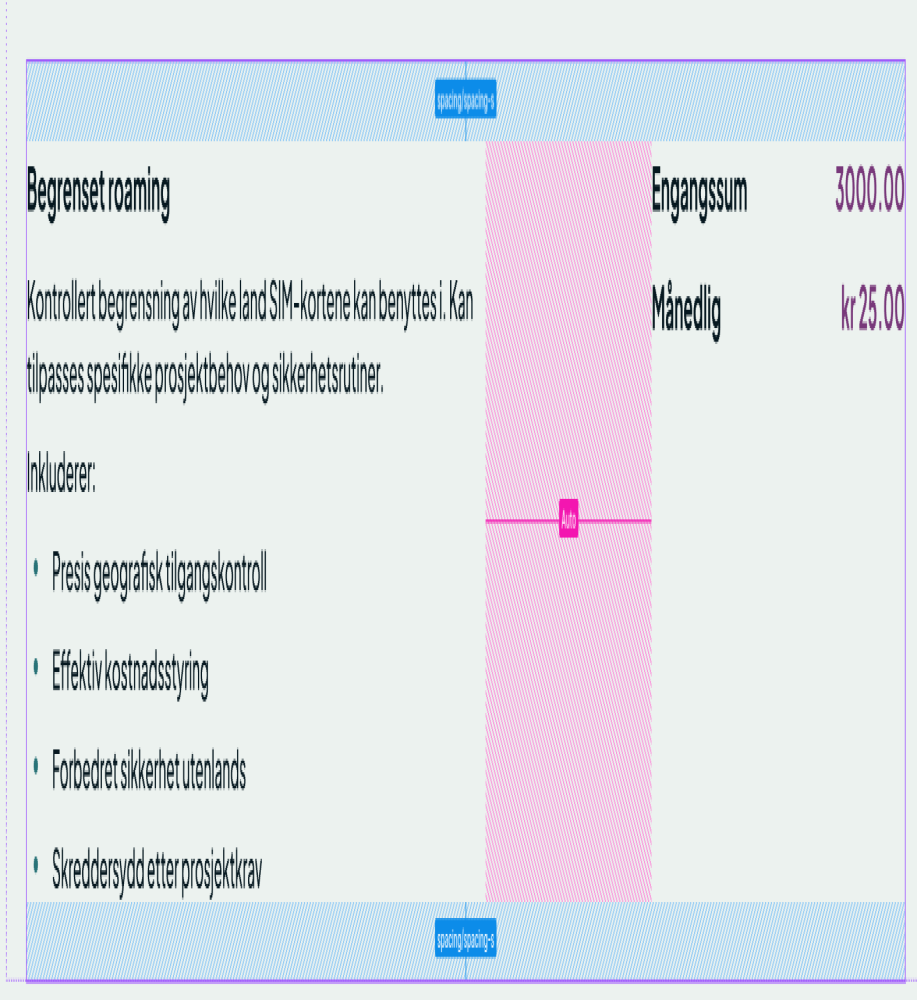 spacing/spacing-s
Begrenset roaming
Kontrollert begrensning av hvilke land SIM-kortene kan benyttes i. Kan
tilpasses spesifikke prosjektbehov og sikkerhetsrutiner.
Inkluderer:
• Presis geografisk tilgangskontroll
• Effektiv kostnadsstyring
• Forbedret sikkerhet utenlands
• Skreddersydd etter prosjektkrav
Auto
Engangssum 3000.00
Månedlig kr 25.00
spacing/spacing-s